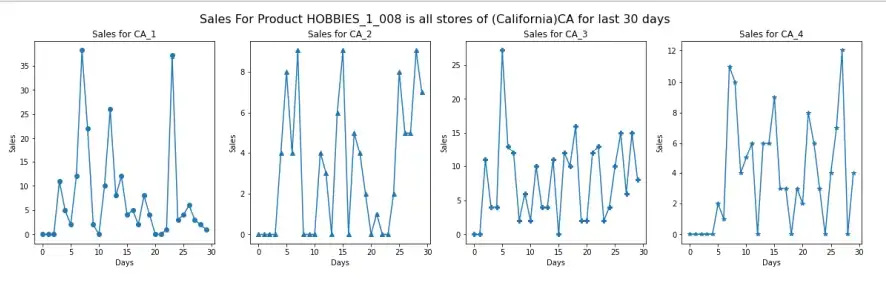 Sales For Product HOBBIES_1_008 is all stores of (California)CA for last 30 days
Sales for CA_1
Sales
35
30
25
20
15
10
5
0
0 5 10 15 20 25 30
Days
Sales for CA_2
Sales
8
6
4
2
0
0 5 10 15 20 25 30
Days
Sales for CA_3
Sales
25
20
15
10
5
0
0 5 10 15 20 25 30
Days
Sales for CA_4
Sales
12
10
8
6
4
2
0
0 5 10 15 20 25 30
Days